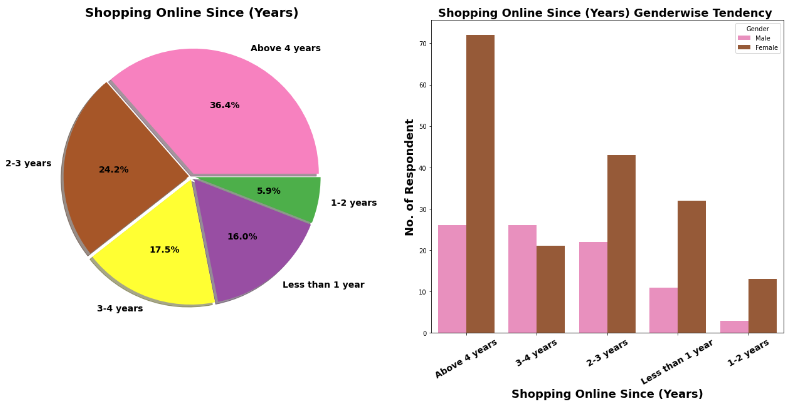 Shopping Online Since (Years)
Above 4 years
36.4%
2-3 years
24.2%
5.9%
1-2 years
16.0%
17.5%
Less than 1 year
3-4 years
Shopping Online Since (Years) Genderwise Tendency
Gender
Male
Female
No. of Respondent
70
60
50
40
30
20
10
0
Above 4 years
3-4 years
2-3 years
Less than 1 year
1-2 years
Shopping Online Since (Years)